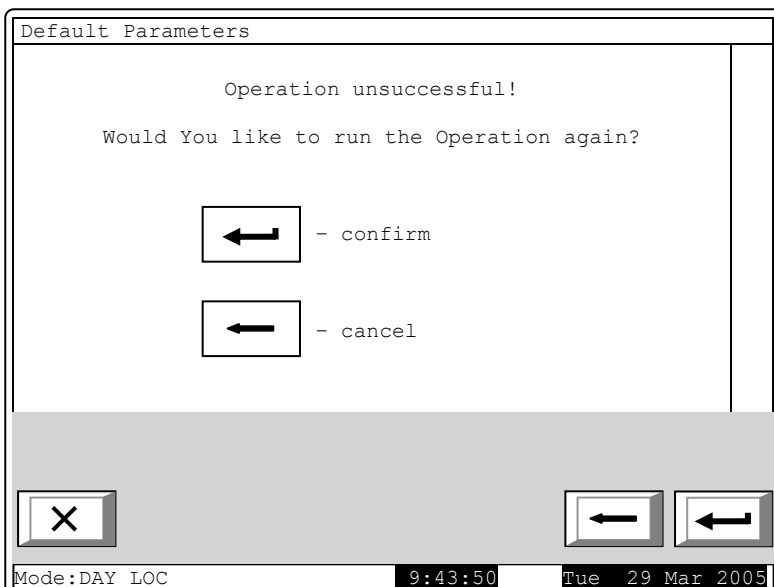 Default Parameters
Operation unsuccessful!
Would You like to run the Operation again?
- confirm
- cancel
Mode:DAY LOC 9:43:50 Tue 29 Mar 2005